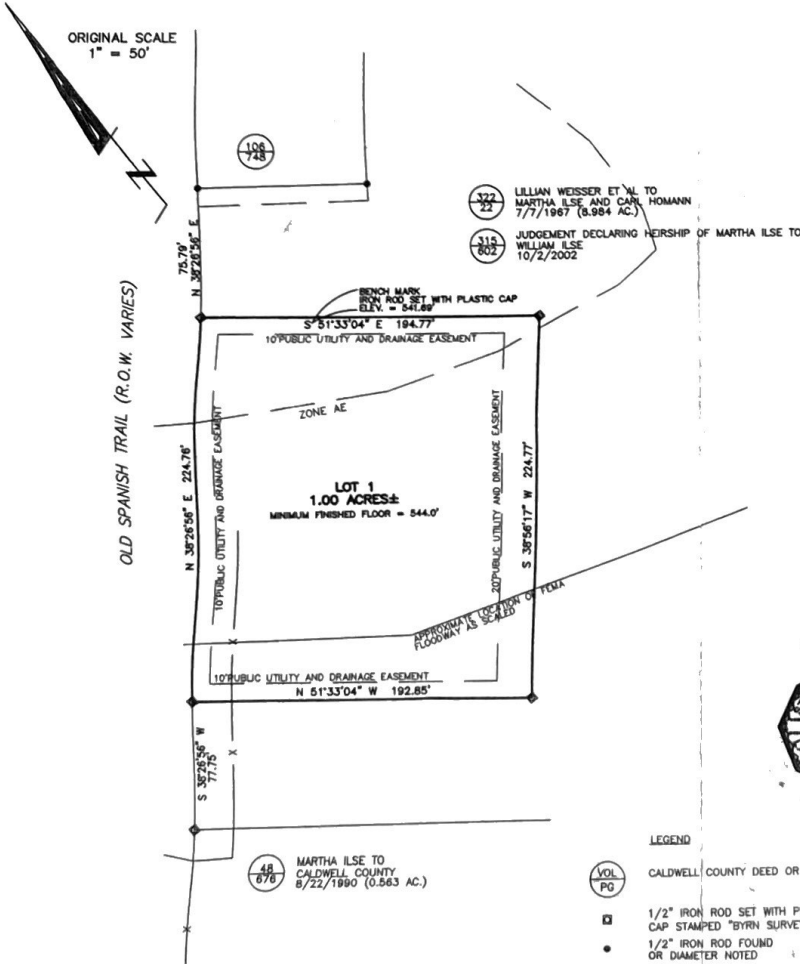 ORIGINAL SCALE
1" = 50'
106
748
322
22
LILLIAN WEISSER ET AL TO
MARTHA ILSE AND CARL HOMANN
7/7/1967 (8.984 AC.)
315
602
JUDGEMENT DECLARING HEIRSHIP OF MARTHA ILSE TO
WILLIAM ILSE
10/2/2002
75.79'
N 38°26'56" E
BENCH MARK
IRON ROD SET WITH PLASTIC CAP
ELEV. = 541.69'
S 51°33'04" E 194.77'
10'PUBLIC UTILITY AND DRAINAGE EASEMENT
OLD SPANISH TRAIL (R.O.W. VARIES)
ZONE AE
N 38°26'56" E 224.76'
10'PUBLIC UTILITY AND DRAINAGE EASEMENT
LOT 1
1.00 ACRES±
MINIMUM FINISHED FLOOR = 544.0'
20'PUBLIC UTILITY AND DRAINAGE EASEMENT
S 38°56'17" W 224.77'
APPROXIMATE LOCATION OF FEMA
FLOODWAY AS SCALED
10'PUBLIC UTILITY AND DRAINAGE EASEMENT
N 51°33'04" W 192.85'
S 38°26'56" W
77.75'
48
676
MARTHA ILSE TO
CALDWELL COUNTY
8/22/1990 (0.563 AC.)
LEGEND
VOL
PG
CALDWELL COUNTY DEED OR
1/2" IRON ROD SET WITH P
CAP STAMPED "BYRN SURVE
1/2" IRON ROD FOUND
OR DIAMETER NOTED